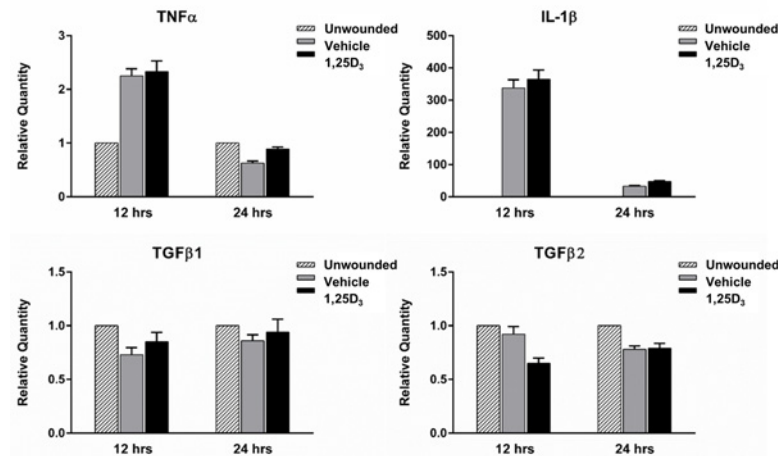 TNFα
Unwounded
Vehicle
1,25D₃
Relative Quantity
3
2
1
0
12 hrs
24 hrs
IL-1β
Unwounded
Vehicle
1,25D₃
Relative Quantity
500
400
300
200
100
0
12 hrs
24 hrs
TGFβ1
Unwounded
Vehicle
1,25D₃
Relative Quantity
1.5
1.0
0.5
0.0
12 hrs
24 hrs
TGFβ2
Unwounded
Vehicle
1,25D₃
Relative Quantity
1.5
1.0
0.5
0.0
12 hrs
24 hrs